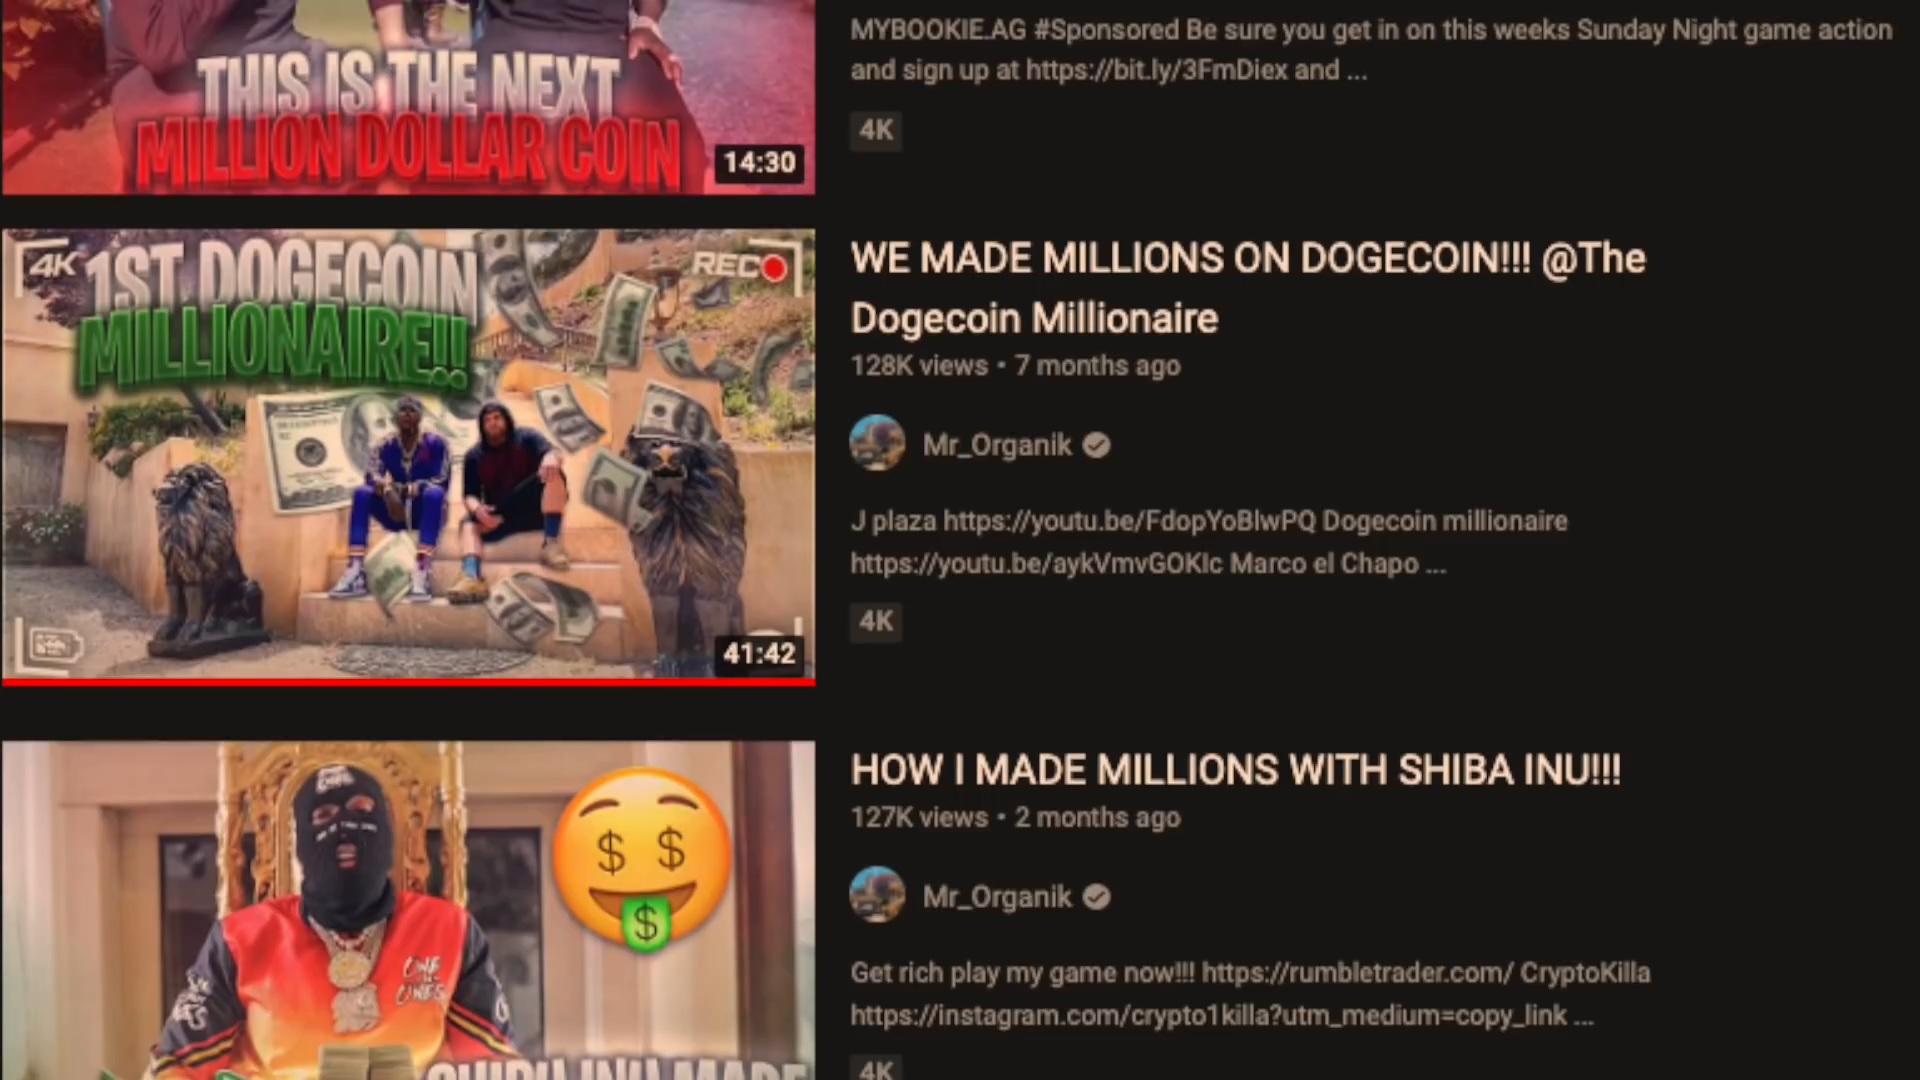 THIS IS THE NEXT
MILLION DOLLAR COIN
14:30
MYBOOKIE.AG #Sponsored Be sure you get in on this weeks Sunday Night game action
and sign up at https://bit.ly/3FmDiex and ...
4K
4K
1ST DOGECOIN
MILLIONAIRE!!
REC
41:42
WE MADE MILLIONS ON DOGECOIN!!! @The
Dogecoin Millionaire
128K views • 7 months ago
Mr_Organik
J plaza https://youtu.be/FdopYoBlwPQ Dogecoin millionaire
https://youtu.be/aykVmvGOKIc Marco el Chapo ...
4K
$ $
$
ONE
OF
ONES
HOW I MADE MILLIONS WITH SHIBA INU!!!
127K views • 2 months ago
Mr_Organik
Get rich play my game now!!! https://rumbletrader.com/ CryptoKilla
https://instagram.com/crypto1killa?utm_medium=copy_link ...
4K